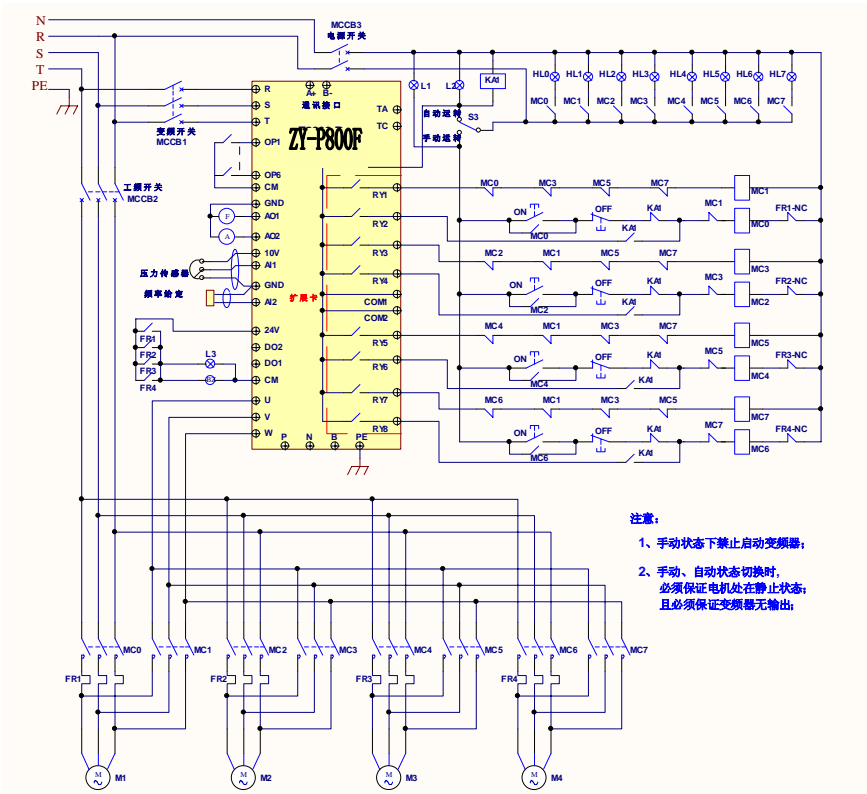 N
R
S
T
PE
MCCB3
电源开关
变频开关
MCCB1
工频开关
MCCB2
R
S
T
OP1
OP6
CM
GND
AO1
AO2
10V
AI1
GND
AI2
24V
DO2
DO1
CM
U
V
W
A+ B-
通讯接口
ZY-P800F
TA
TC
RY1
RY2
RY3
RY4
COM1
COM2
RY5
RY6
RY7
RY8
扩展卡
P N B PE
F
A
压力传感器
频率给定
FR1
FR2
FR3
FR4
L3
L1
L2
KA1
自动运转
手动运转
S3
HL0 HL1 HL2 HL3 HL4 HL5 HL6 HL7
MC0 MC1 MC2 MC3 MC4 MC5 MC6 MC7
MC0 MC3 MC5 MC7 MC1
ON OFF KA1 MC1 MC0 FR1-NC
MC0 KA1
MC2 MC1 MC5 MC7 MC3
ON OFF KA1 MC3 MC2 FR2-NC
MC2 KA1
MC4 MC1 MC3 MC7 MC5
ON OFF KA1 MC5 MC4 FR3-NC
MC4 KA1
MC6 MC1 MC3 MC5 MC7
ON OFF KA1 MC7 MC6 FR4-NC
MC6 KA1
注意：
1、手动状态下禁止启动变频器；
2、手动、自动状态切换时，
必须保证电机处在静止状态；
且必须保证变频器无输出；
MC0 MC1 MC2 MC3 MC4 MC5 MC6 MC7
FR1 FR2 FR3 FR4
M M M M
M1 M2 M3 M4